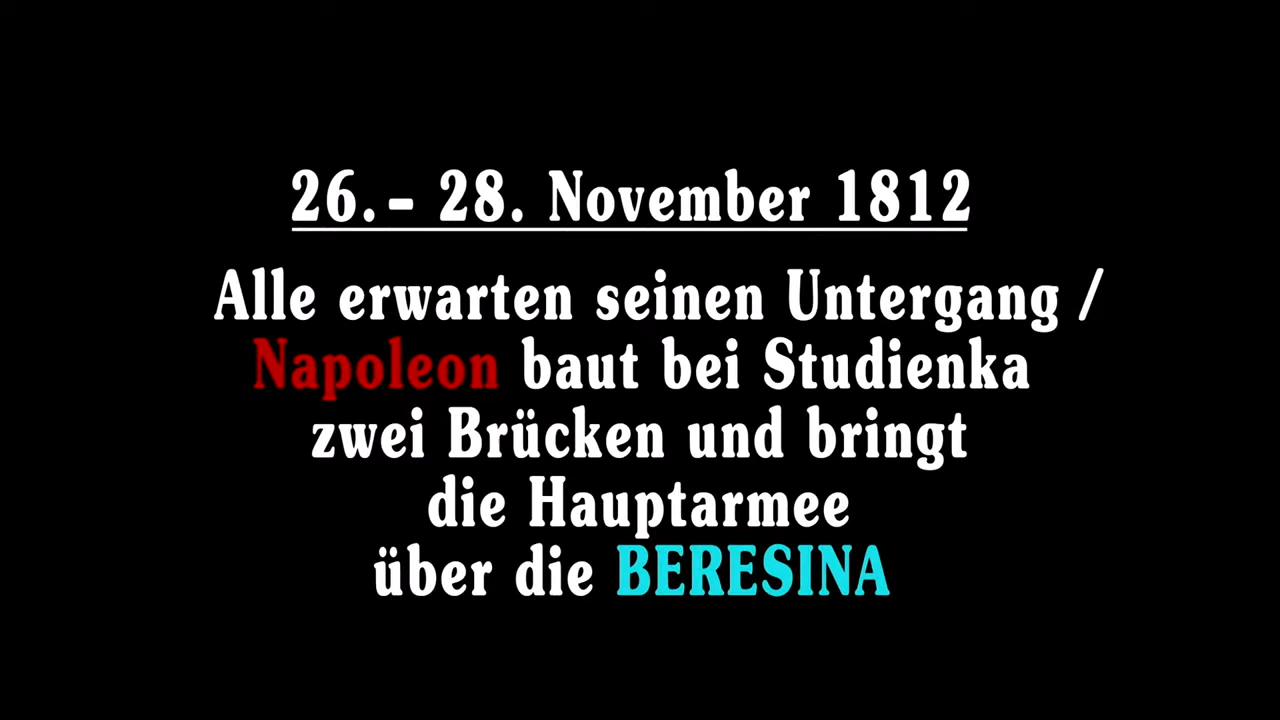 26.– 28. November 1812
Alle erwarten seinen Untergang /
Napoleon baut bei Studienka
zwei Brücken und bringt
die Hauptarmee
über die BERESINA